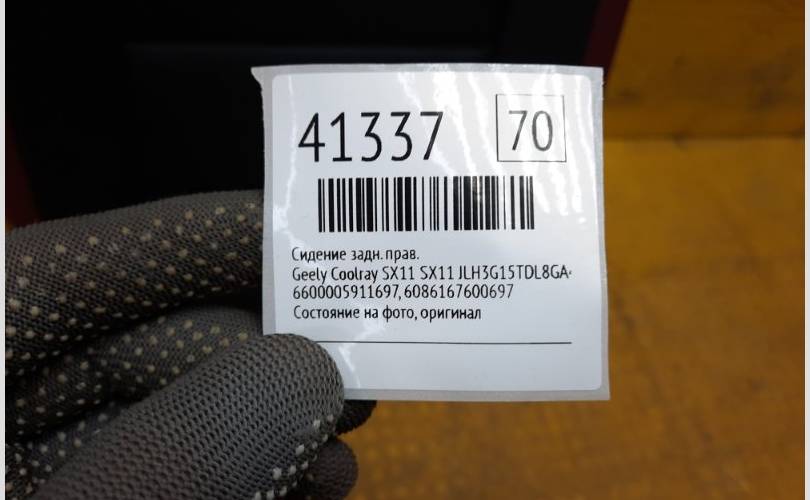 41337 70
Сидение задн. прав.
Geely Coolray SX11 SX11 JLH3G15TDL8GA-
6600005911697, 6086167600697
Состояние на фото, оригинал